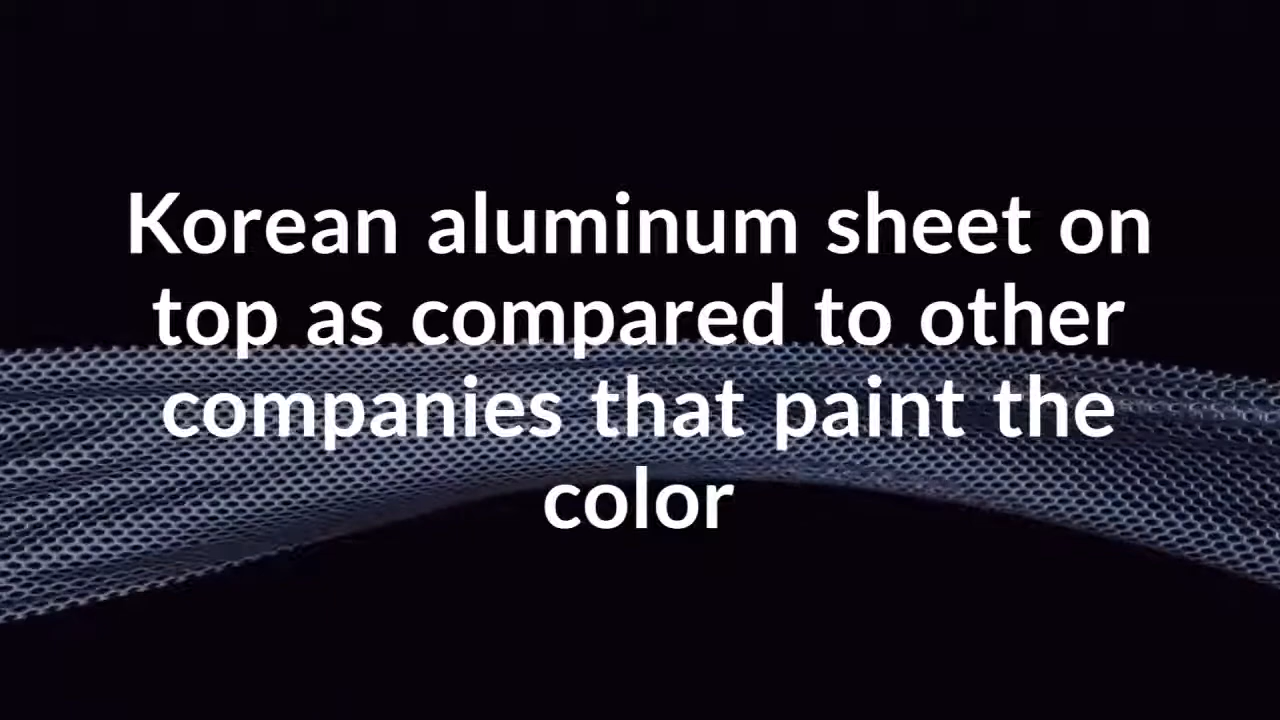 Korean aluminum sheet on
top as compared to other
companies that paint the
color